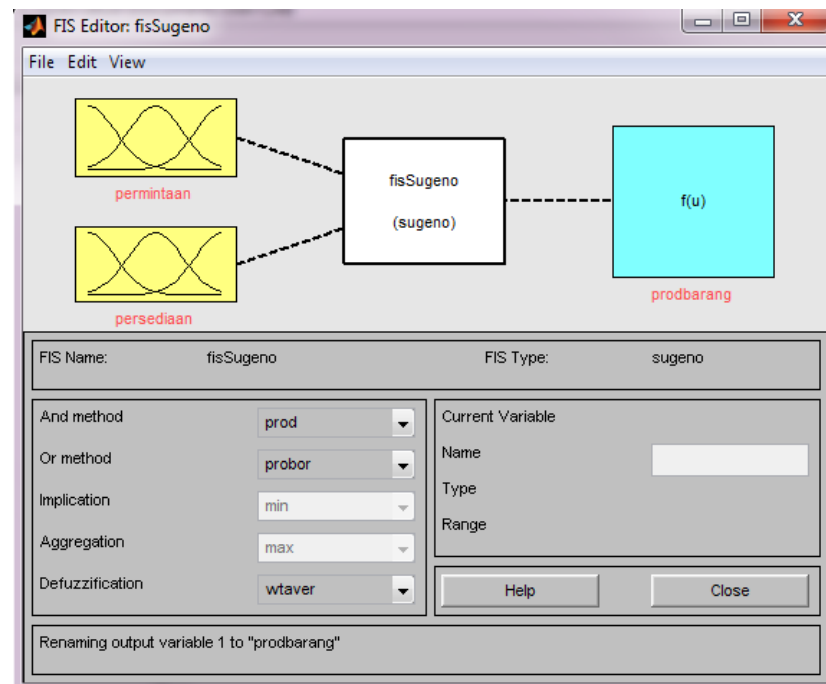 FIS Editor: fisSugeno
File Edit View
permintaan
persediaan
fisSugeno
(sugeno)
f(u)
prodbarang
FIS Name: fisSugeno FIS Type: sugeno
And method prod
Or method probor
Implication min
Aggregation max
Defuzzification wtaver
Current Variable
Name
Type
Range
Help Close
Renaming output variable 1 to "prodbarang"